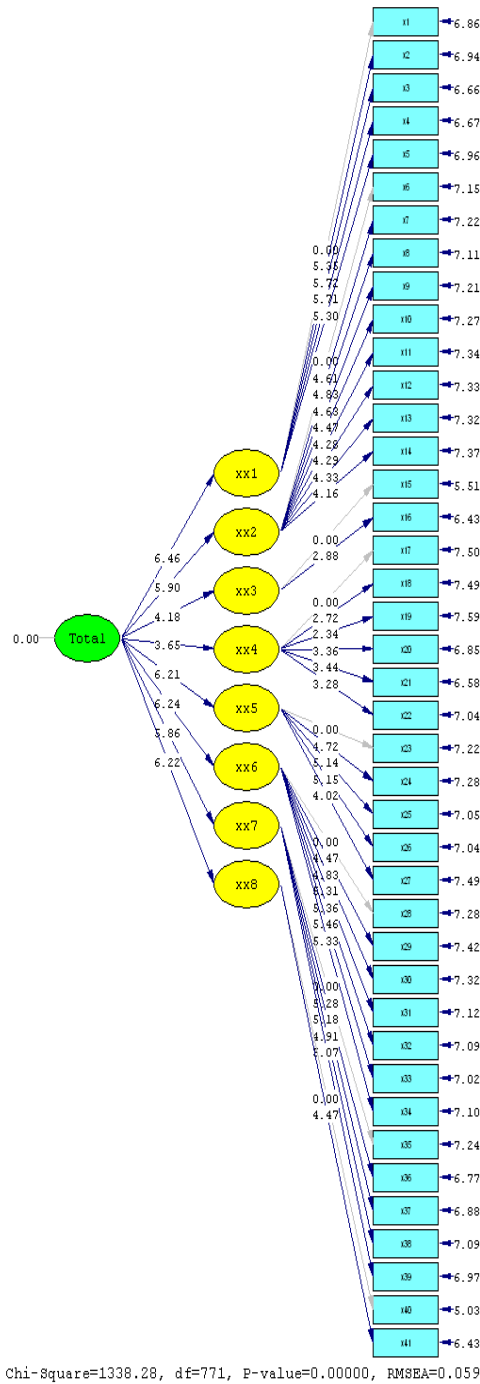 0.00
Total
6.46
5.90
4.18
3.65
6.21
6.24
5.86
6.22
xx1
xx2
xx3
xx4
xx5
xx6
xx7
xx8
0.00
5.35
5.72
5.71
5.30
0.00
4.61
4.83
4.63
4.47
4.28
4.29
4.33
4.16
0.00
2.88
0.00
2.72
2.34
3.36
3.44
3.28
0.00
4.72
5.14
5.15
4.02
0.00
4.47
4.83
5.36
5.46
5.33
0.00
5.28
5.18
4.91
0.00
4.47
x1 6.86
x2 6.94
x3 6.66
x4 6.67
x5 6.96
x6 7.15
x7 7.22
x8 7.11
x9 7.21
x10 7.27
x11 7.34
x12 7.33
x13 7.32
x14 7.37
x15 5.51
x16 6.43
x17 7.50
x18 7.49
x19 7.59
x20 6.85
x21 6.58
x22 7.04
x23 7.22
x24 7.28
x25 7.05
x26 7.04
x27 7.49
x28 7.28
x29 7.42
x30 7.32
x31 7.12
x32 7.09
x33 7.02
x34 7.10
x35 7.24
x36 6.77
x37 6.88
x38 7.09
x39 6.97
x40 5.03
x41 6.43
Chi-Square=1338.28, df=771, P-value=0.00000, RMSEA=0.059